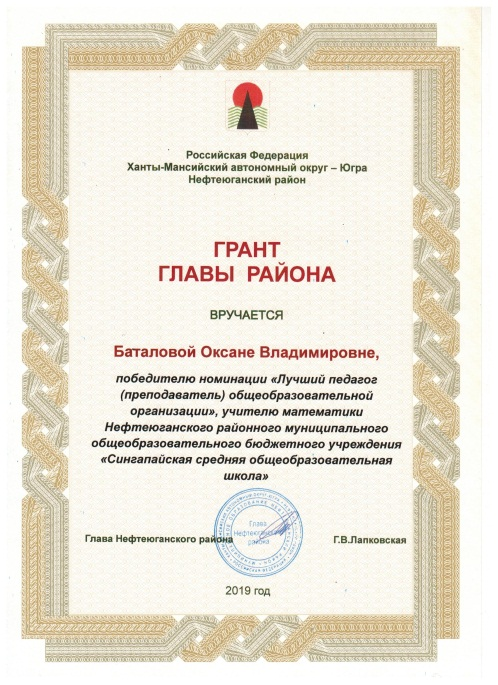 Российская Федерация
Ханты-Мансийский автономный округ – Югра
Нефтеюганский район
ГРАНТ
ГЛАВЫ РАЙОНА
ВРУЧАЕТСЯ
Баталовой Оксане Владимировне,
победителю номинации «Лучший педагог
(преподаватель) общеобразовательной
организации», учителю математики
Нефтеюганского районного муниципального
общеобразовательного бюджетного учреждения
«Сингапайская средняя общеобразовательная
школа»
Глава
Нефтеюганского
района
Глава Нефтеюганского района
Г.В.Лапковская
2019 год